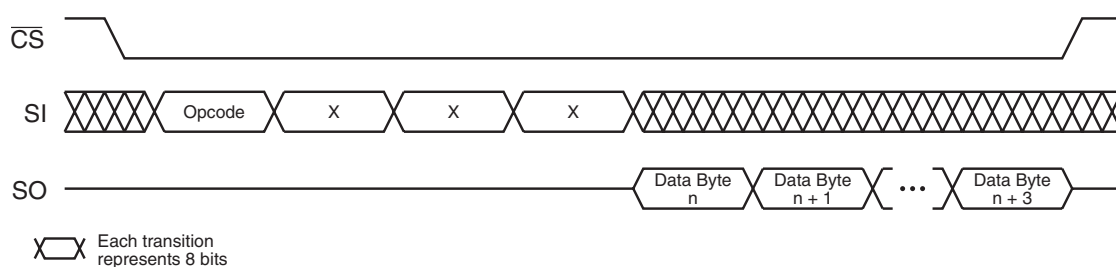 CS
SI Opcode X X X
SO Data Byte n Data Byte n + 1 ••• Data Byte n + 3
Each transition
represents 8 bits